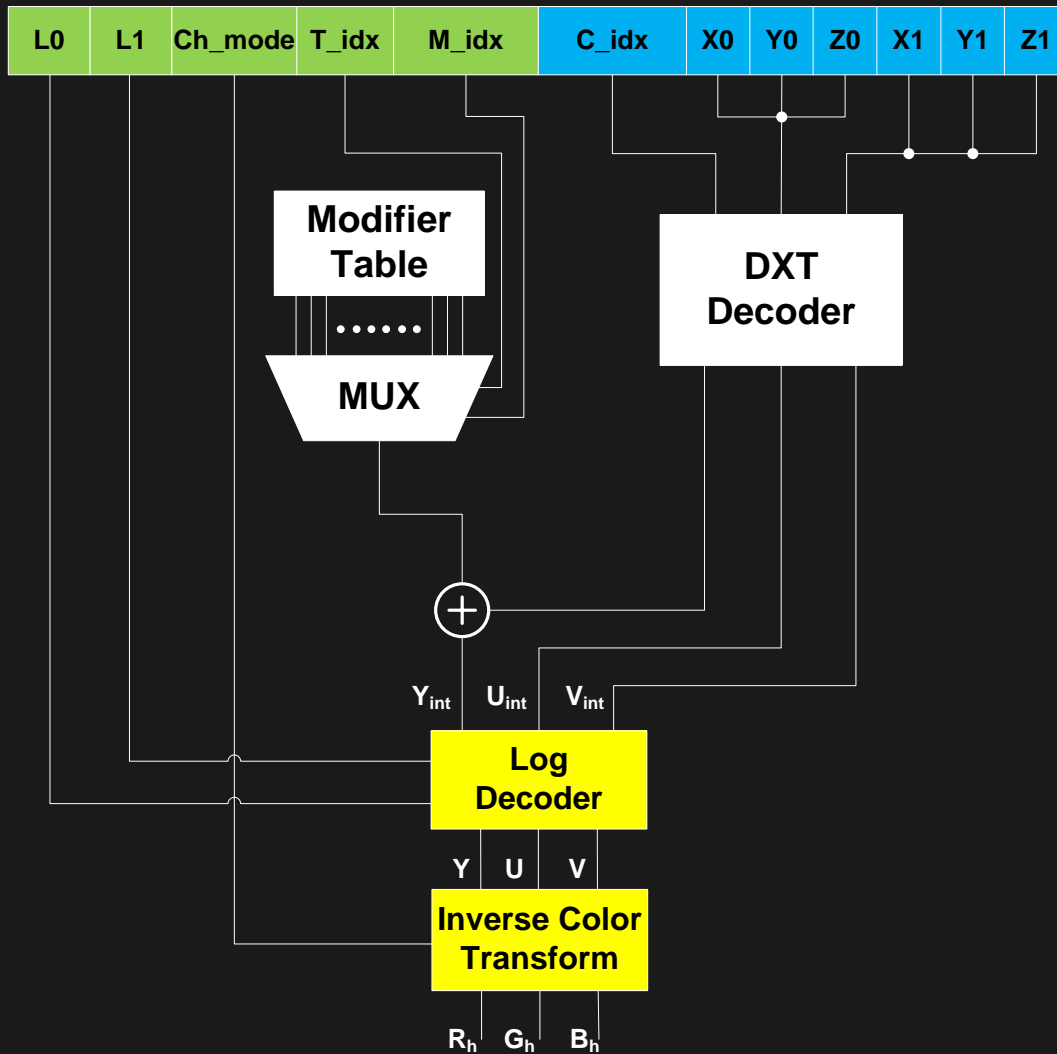 L0 L1 Ch_mode T_idx M_idx C_idx X0 Y0 Z0 X1 Y1 Z1
Modifier
Table
DXT
Decoder
MUX
Yint Uint Vint
Log
Decoder
Y U V
Inverse Color
Transform
Rh Gh Bh